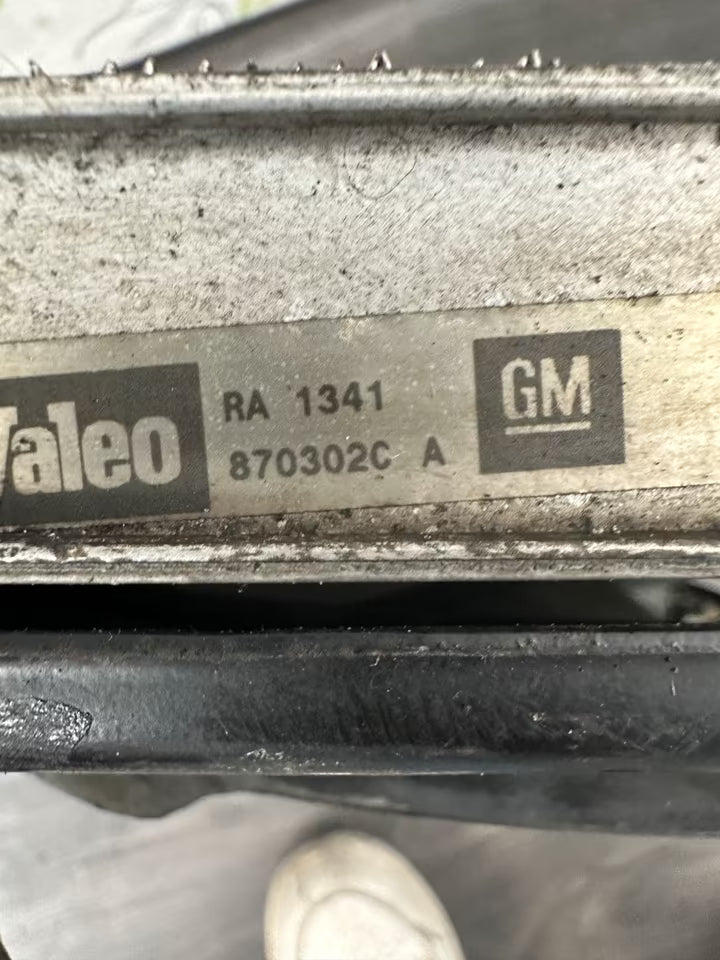 Valeo
RA 1341
870302C A
GM